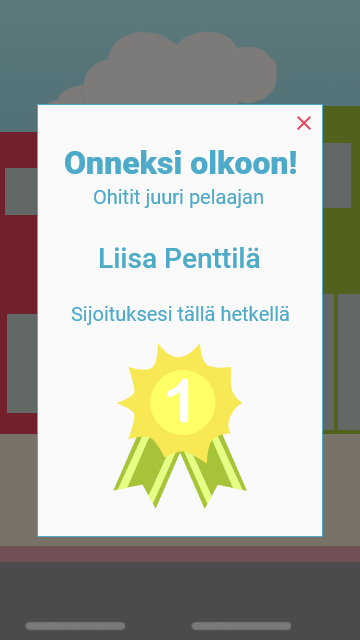 Onneksi olkoon!
Ohitit juuri pelaajan
Liisa Penttilä
Sijoituksesi tällä hetkellä
1